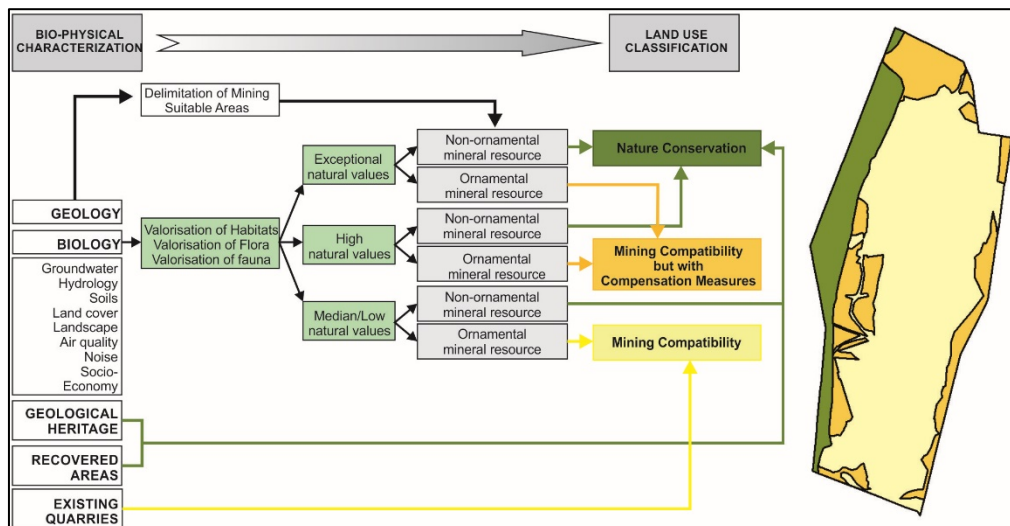 BIO-PHYSICAL
CHARACTERIZATION
LAND USE
CLASSIFICATION
Delimitation of Mining
Suitable Areas
Exceptional
natural values
Non-ornamental
mineral resource
Nature Conservation
Ornamental
mineral resource
GEOLOGY
BIOLOGY
Valorisation of Habitats
Valorisation of Flora
Valorisation of fauna
High
natural values
Non-ornamental
mineral resource
Ornamental
mineral resource
Mining Compatibility
but with
Compensation Measures
Groundwater
Hydrology
Soils
Land cover
Landscape
Air quality
Noise
Socio-
Economy
Median/Low
natural values
Non-ornamental
mineral resource
Ornamental
mineral resource
Mining Compatibility
GEOLOGICAL
HERITAGE
RECOVERED
AREAS
EXISTING
QUARRIES